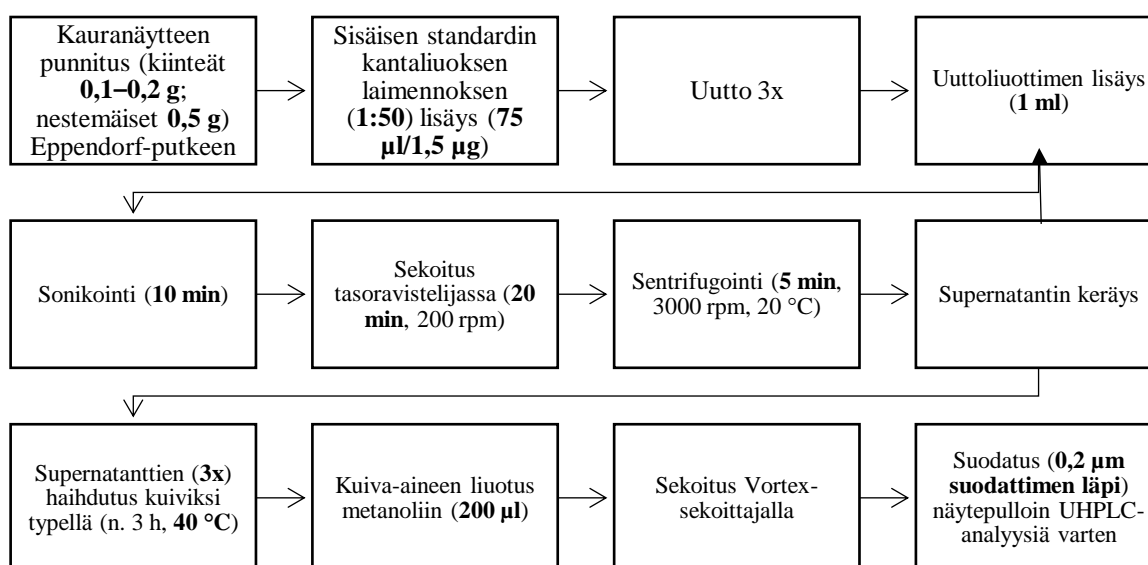 Kauranäytteen
punnitus (kiinteät
0,1–0,2 g;
nestemäiset 0,5 g)
Eppendorf-putkeen
Sisäisen standardin
kantaliuoksen
laimennoksen
(1:50) lisäys (75
µl/1,5 µg)
Uutto 3x
Uuttoliuottimen lisäys
(1 ml)
Sonikointi (10 min)
Sekoitus
tasoravistelijassa (20
min, 200 rpm)
Sentrifugointi (5 min,
3000 rpm, 20 °C)
Supernatantin keräys
Supernatanttien (3x)
haihdutus kuiviksi
typellä (n. 3 h, 40 °C)
Kuiva-aineen liuotus
metanoliin (200 µl)
Sekoitus Vortex-
sekoittajalla
Suodatus (0,2 µm
suodattimen läpi)
näytepulloin UHPLC-
analyysiä varten